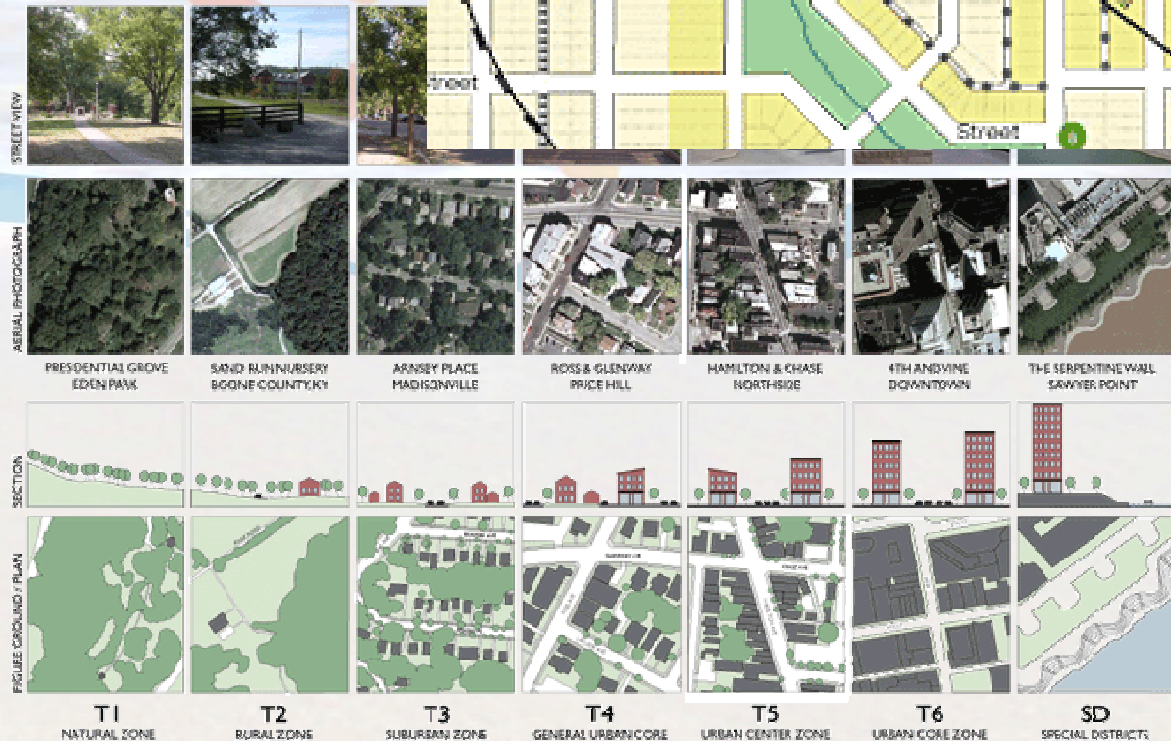 treet
Street
STREET VIEW
AERIAL PHOTOGRAPH
PRESIDENTIAL GROVE
EDEN PARK
SAND RUN NURSERY
BOONE COUNTY, KY
ARNSEY PLACE
MADISONVILLE
ROSS & GLENWAY
PRICE HILL
HAMILTON & CHASE
NORTHSIDE
4TH AND VINE
DOWNTOWN
THE SERPENTINE WALL
SAWYER POINT
SECTION
FIGURE GROUND / PLAN
T1
NATURAL ZONE
T2
RURAL ZONE
T3
SUBURBAN ZONE
T4
GENERAL URBAN CORE
T5
URBAN CENTER ZONE
T6
URBAN CORE ZONE
SD
SPECIAL DISTRICTS